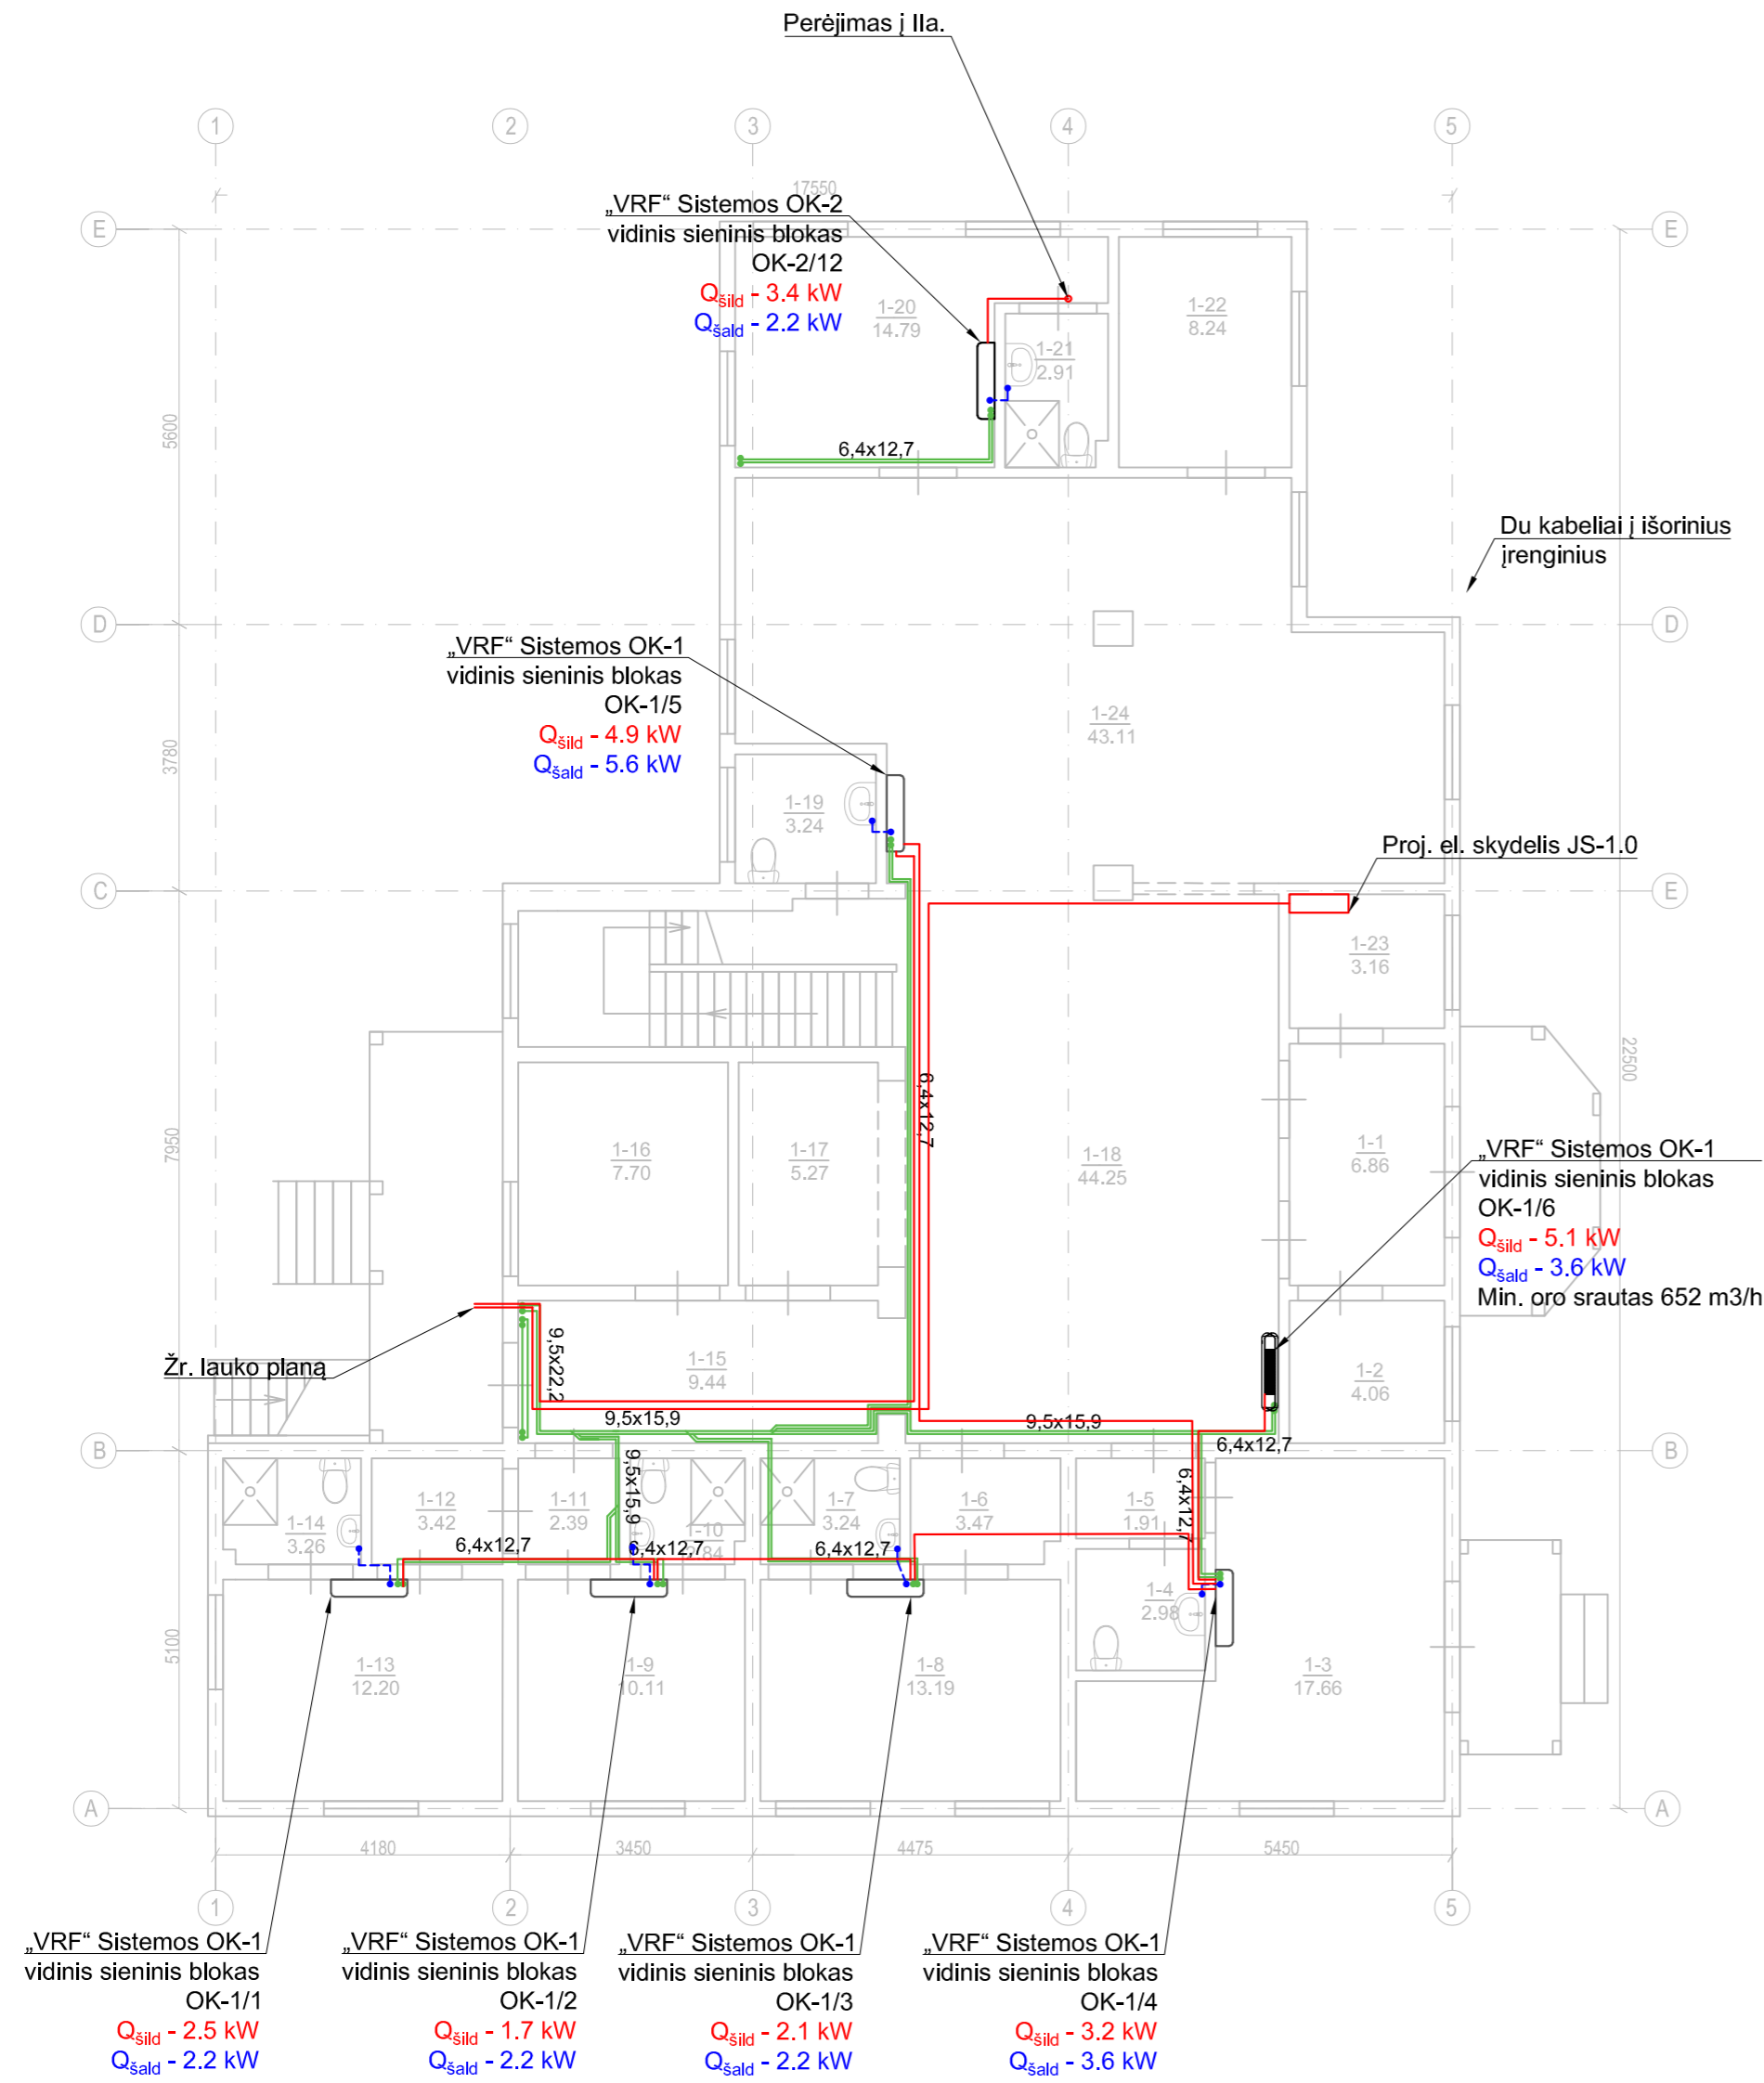 Perėjimas į IIa.
1
2
3
4
5
17550
E
E
„VRF“ Sistemos OK-2
vidinis sieninis blokas
OK-2/12
Qšild - 3.4 kW
Qšald - 2.2 kW
1-20
14.79
1-21
2.91
1-22
8.24
5600
6,4x12,7
Du kabeliai į išorinius
įrenginius
D
D
„VRF“ Sistemos OK-1
vidinis sieninis blokas
OK-1/5
Qšild - 4.9 kW
Qšald - 5.6 kW
1-24
43.11
3780
1-19
3.24
Proj. el. skydelis JS-1.0
C
E
1-23
3.16
22500
6,4x12,7
7950
1-16
7.70
1-17
5.27
1-18
44.25
1-1
6.86
„VRF“ Sistemos OK-1
vidinis sieninis blokas
OK-1/6
Qšild - 5.1 kW
Qšald - 3.6 kW
Min. oro srautas 652 m3/h
Žr. lauko planą
9,5x22,2
1-15
9.44
1-2
4.06
9,5x15,9
9,5x15,9
6,4x12,7
B
B
9,5x15,9
6,4x12,7
1-14
3.26
1-12
3.42
1-11
2.39
1-10
.84
1-7
3.24
1-6
3.47
1-5
1.91
6,4x12,7
6,4x12,7
6,4x12,7
1-4
2.98
5100
1-13
12.20
1-9
10.11
1-8
13.19
1-3
17.66
A
A
4180
3450
4475
5450
1
2
3
4
5
„VRF“ Sistemos OK-1
vidinis sieninis blokas
OK-1/1
Qšild - 2.5 kW
Qšald - 2.2 kW
„VRF“ Sistemos OK-1
vidinis sieninis blokas
OK-1/2
Qšild - 1.7 kW
Qšald - 2.2 kW
„VRF“ Sistemos OK-1
vidinis sieninis blokas
OK-1/3
Qšild - 2.1 kW
Qšald - 2.2 kW
„VRF“ Sistemos OK-1
vidinis sieninis blokas
OK-1/4
Qšild - 3.2 kW
Qšald - 3.6 kW